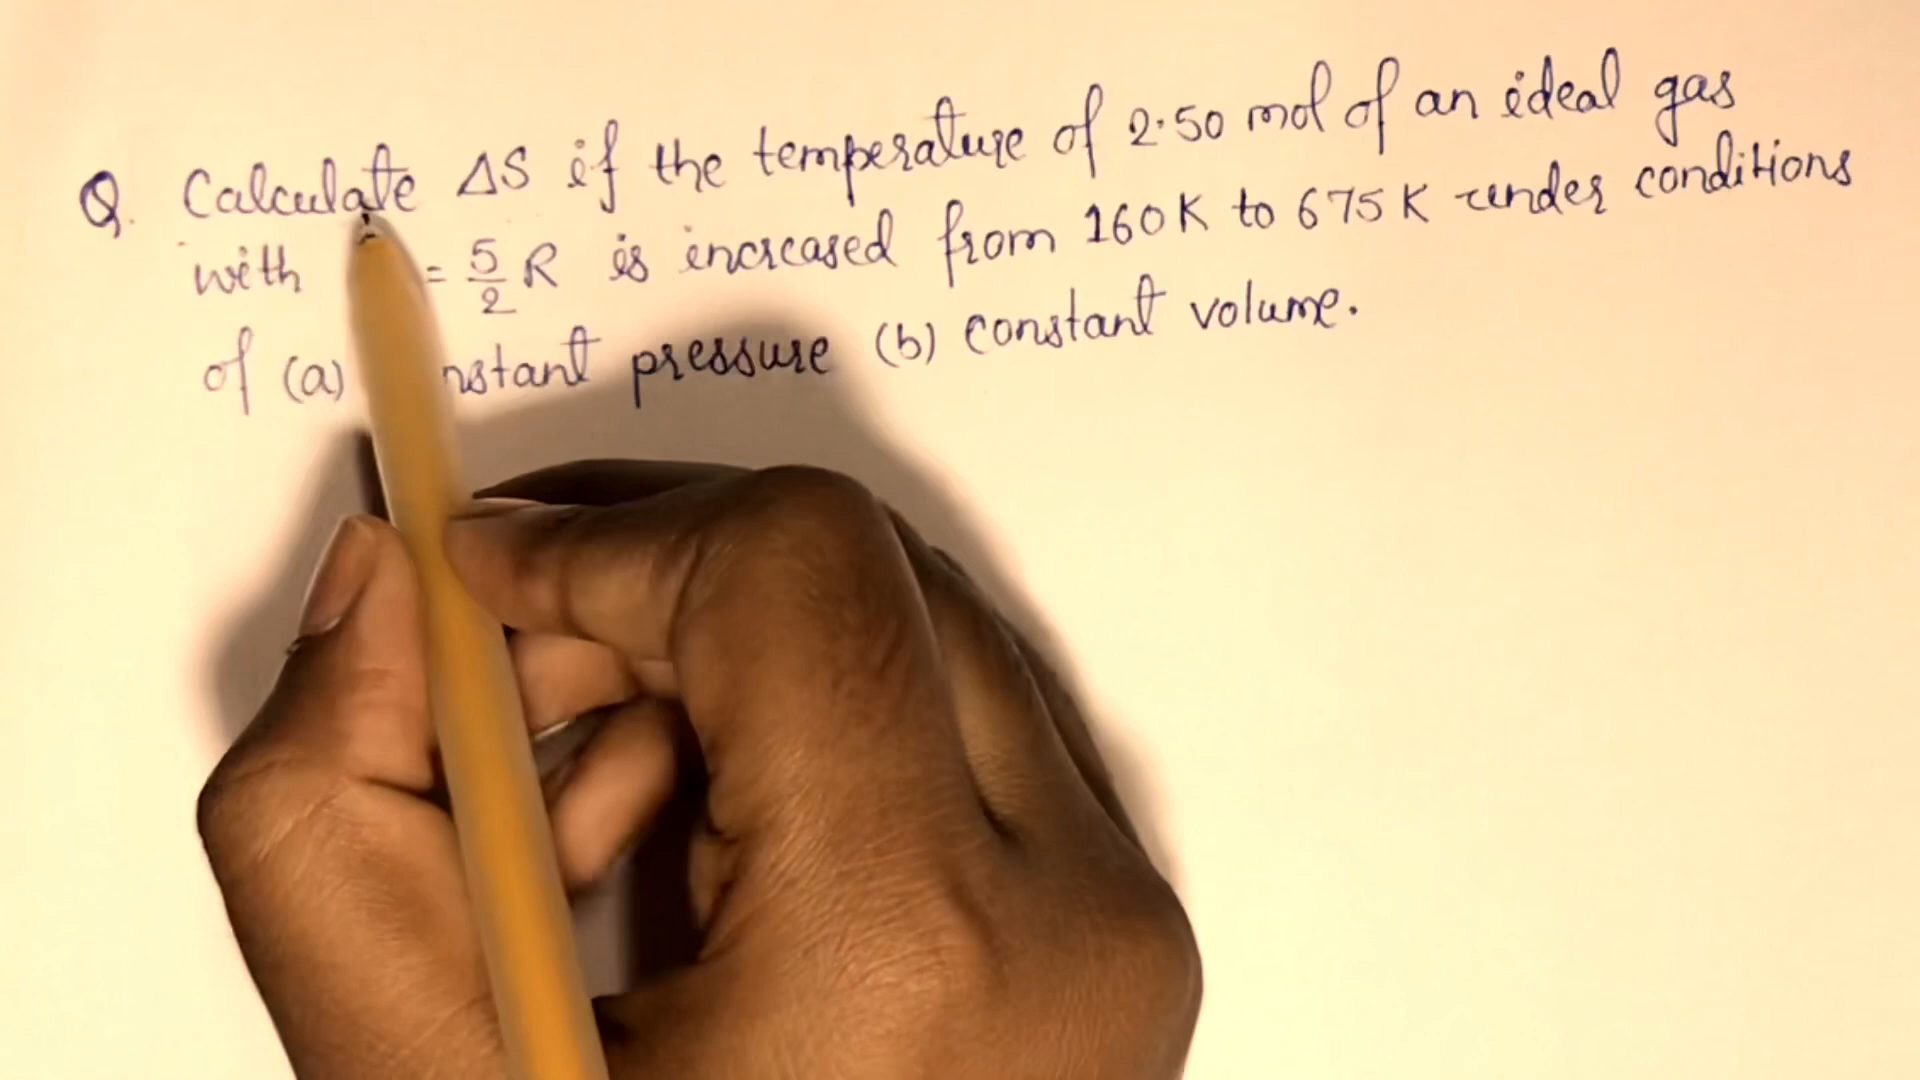 Q. Calculate ΔS if the temperature of 2.50 mol of an ideal gas
with = 5/2 R is increased from 160K to 675K under conditions
of (a) pressure (b) constant volume.